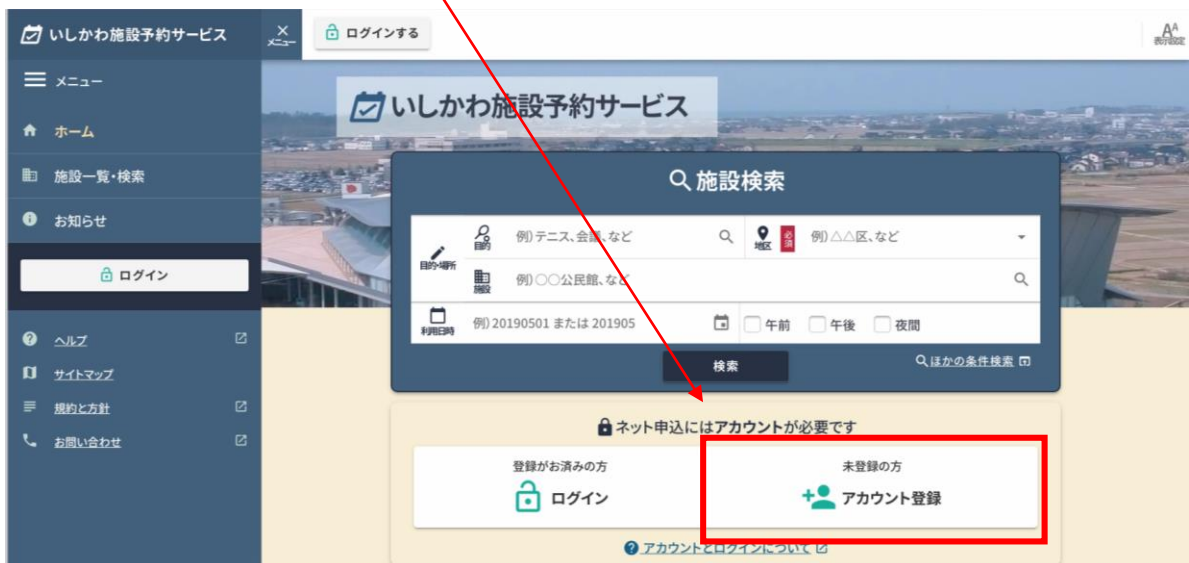 いしかわ施設予約サービス
メニュー
ログインする
AA
表示設定
メニュー
ホーム
施設一覧・検索
お知らせ
ログイン
ヘルプ
サイトマップ
規約と方針
お問い合わせ
いしかわ施設予約サービス
施設検索
目的・場所
目的
例)テニス、会議、など
地区
必須
例)△△区、など
施設
例)○○公民館、など
利用日時
例)20190501 または 201905
午前
午後
夜間
検索
ほかの条件検索
ネット申込にはアカウントが必要です
登録がお済みの方
ログイン
未登録の方
アカウント登録
アカウントとログインについて